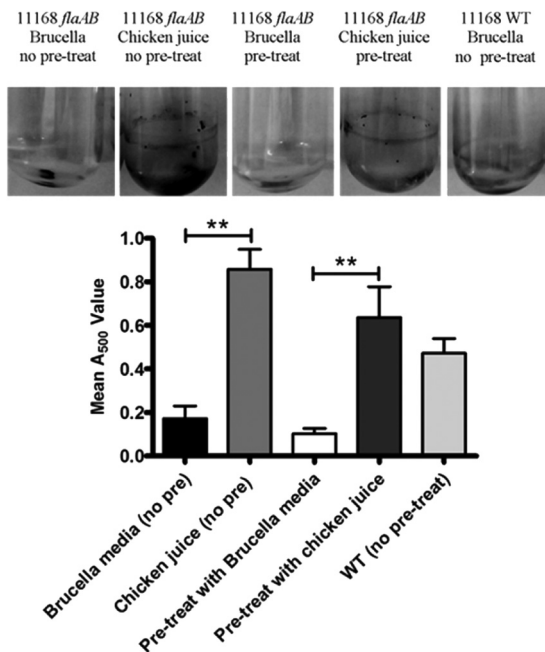 11168 flaAB
Brucella
no pre-treat
11168 flaAB
Chicken juice
no pre-treat
11168 flaAB
Brucella
pre-treat
11168 flaAB
Chicken juice
pre-treat
11168 WT
Brucella
no pre-treat
**
**
Mean A500 Value
1.0
0.8
0.6
0.4
0.2
0.0
Brucella media (no pre)
Chicken juice (no pre)
Pre-treat with Brucella media
Pre-treat with chicken juice
WT (no pre-treat)